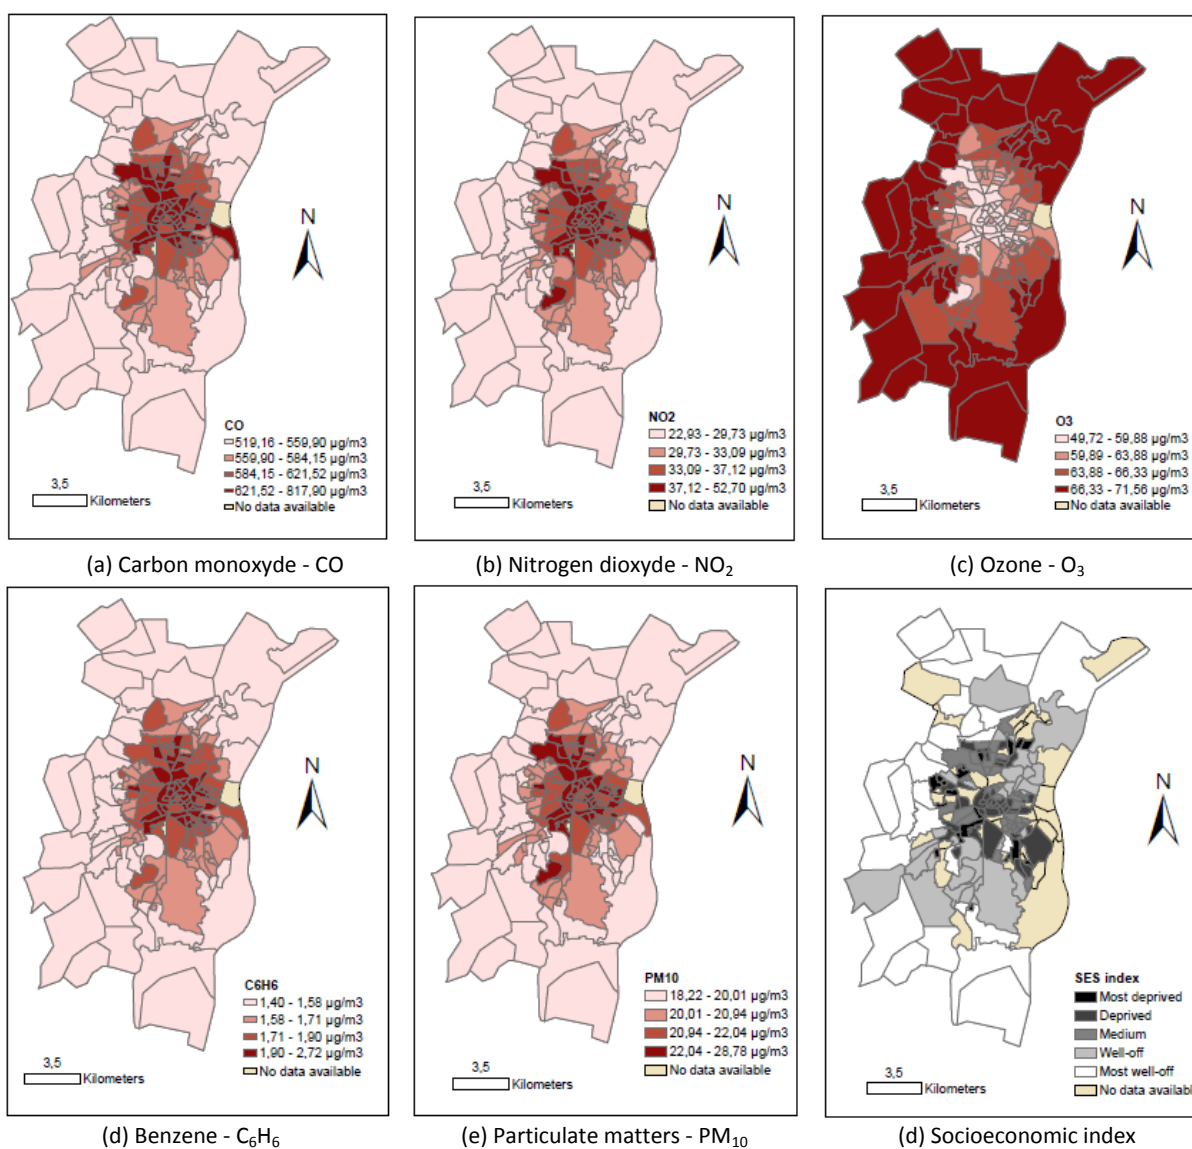 N
CO
519,16 - 559,90 µg/m3
559,90 - 584,15 µg/m3
584,15 - 621,52 µg/m3
621,52 - 817,90 µg/m3
No data available
3,5
Kilometers
(a) Carbon monoxyde - CO
N
NO2
22,93 - 29,73 µg/m3
29,73 - 33,09 µg/m3
33,09 - 37,12 µg/m3
37,12 - 52,70 µg/m3
No data available
3,5
Kilometers
(b) Nitrogen dioxyde - NO₂
N
O3
49,72 - 59,88 µg/m3
59,89 - 63,88 µg/m3
63,88 - 66,33 µg/m3
66,33 - 71,56 µg/m3
No data available
3,5
Kilometers
(c) Ozone - O₃
N
C6H6
1,40 - 1,58 µg/m3
1,58 - 1,71 µg/m3
1,71 - 1,90 µg/m3
1,90 - 2,72 µg/m3
No data available
3,5
Kilometers
(d) Benzene - C₆H₆
N
PM10
18,22 - 20,01 µg/m3
20,01 - 20,94 µg/m3
20,94 - 22,04 µg/m3
22,04 - 28,78 µg/m3
No data available
3,5
Kilometers
(e) Particulate matters - PM₁₀
N
SES index
Most deprived
Deprived
Medium
Well-off
Most well-off
No data available
3,5
Kilometers
(d) Socioeconomic index